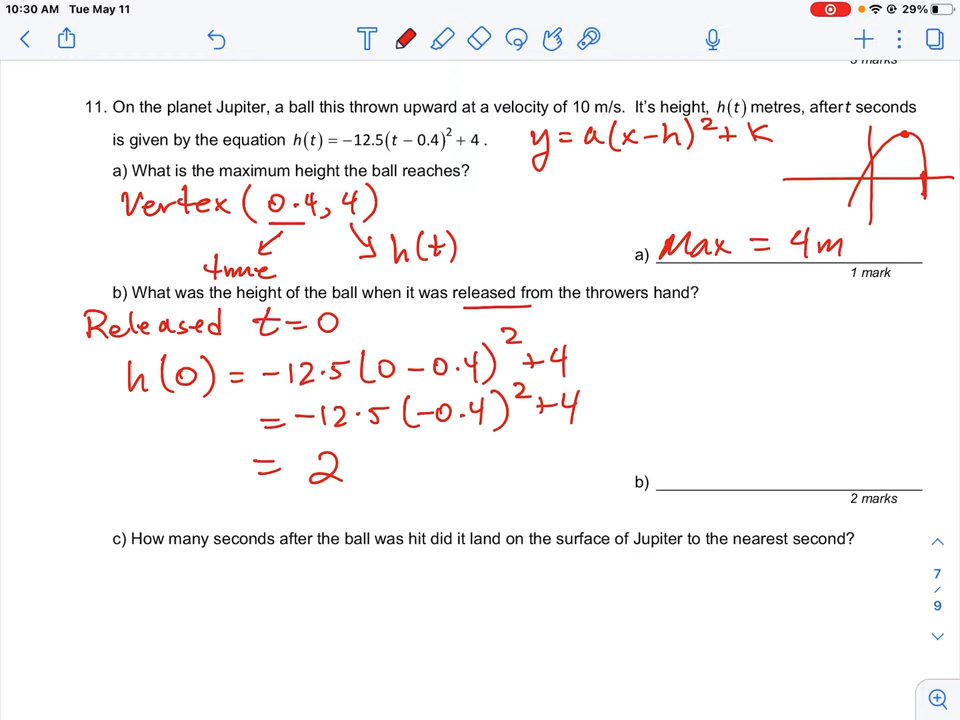 10:30 AM Tue May 11 29%
3 marks
11. On the planet Jupiter, a ball this thrown upward at a velocity of 10 m/s. It's height, h(t) metres, after t seconds
is given by the equation h(t) = −12.5(t − 0.4)² + 4 .
y = a(x−h)² + k
a) What is the maximum height the ball reaches?
Vertex (0.4, 4)
time h(t)
a) Max = 4m
1 mark
b) What was the height of the ball when it was released from the throwers hand?
Released t = 0
h(0) = −12.5(0 − 0.4)² + 4
= −12.5(−0.4)² + 4
= 2
b)
2 marks
c) How many seconds after the ball was hit did it land on the surface of Jupiter to the nearest second?
7
/
9